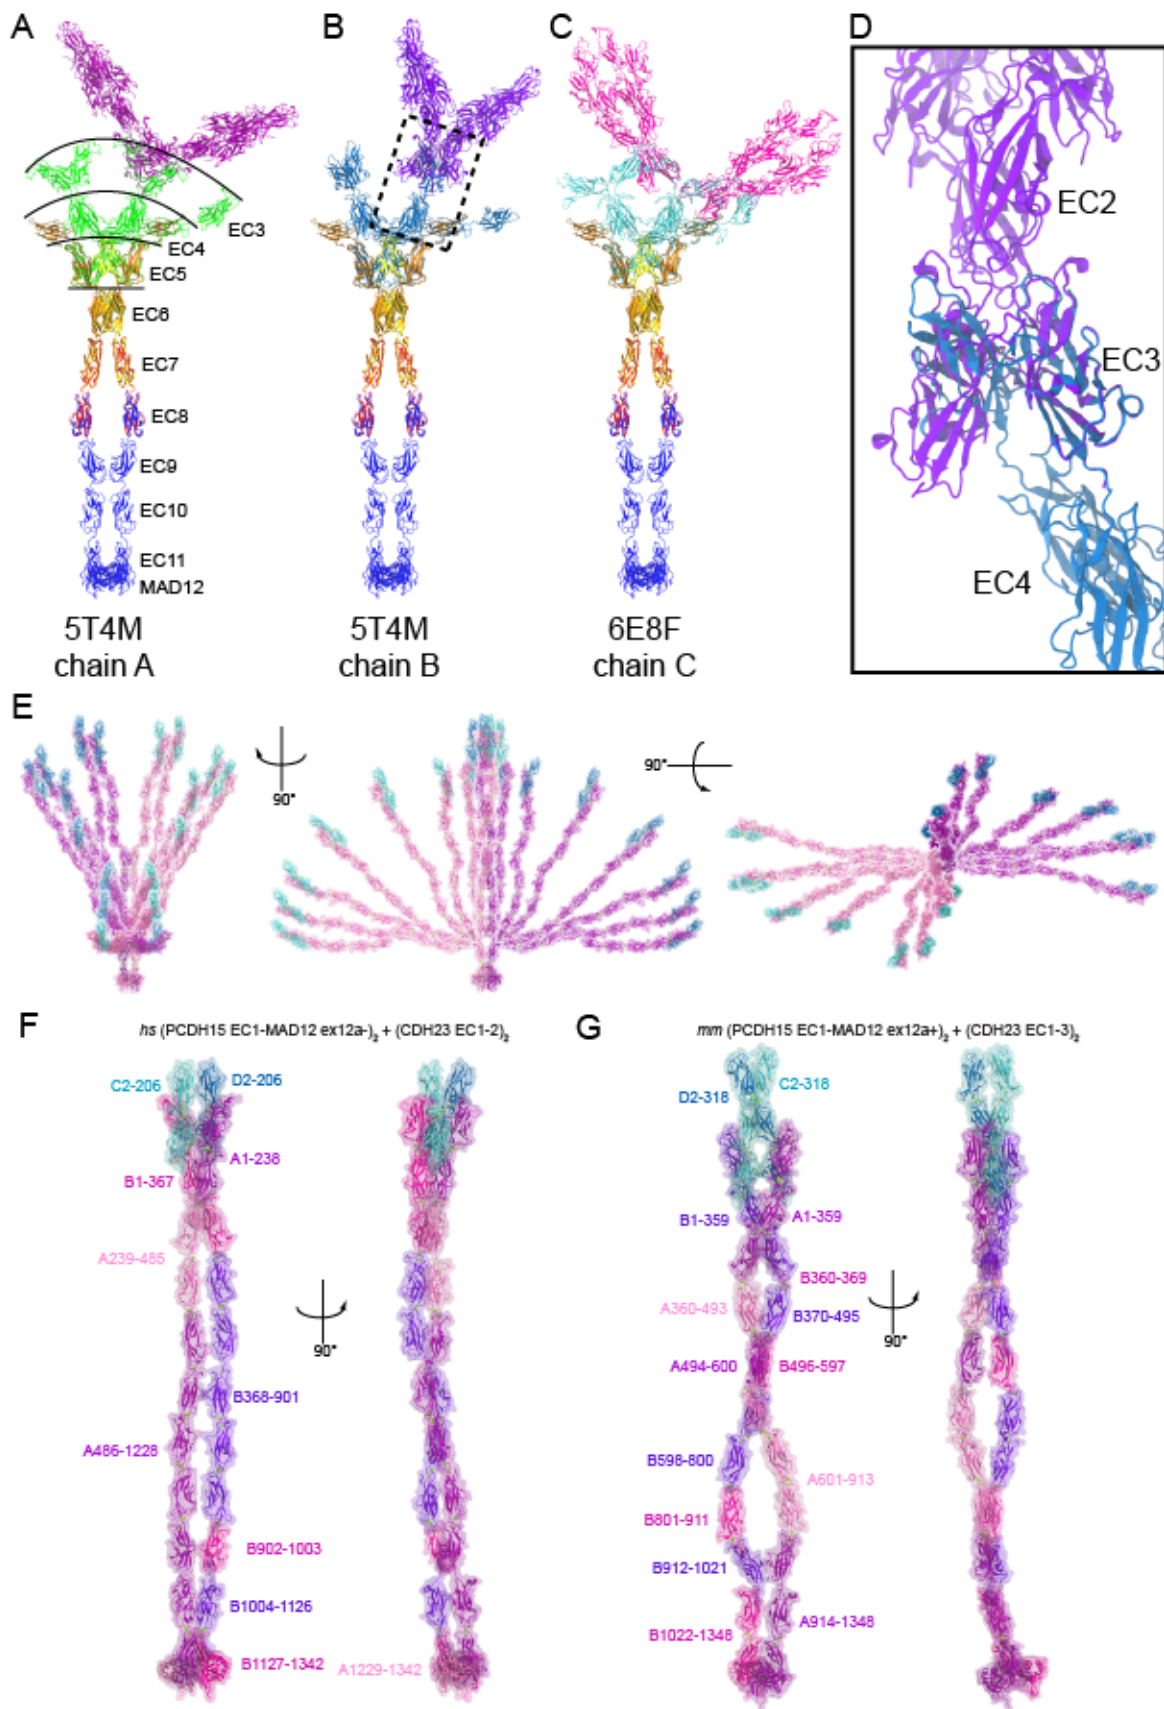 A
B
C
D
EC3
EC4
EC5
EC6
EC7
EC8
EC9
EC10
EC11
MAD12
5T4M
chain A
5T4M
chain B
6E8F
chain C
EC2
EC3
EC4
E
90°
90°
F
hs (PCDH15 EC1-MAD12 ex12a-)2 + (CDH23 EC1-2)2
C2-206
D2-206
A1-238
B1-367
A239-485
90°
B368-901
A486-1228
B902-1003
B1004-1126
B1127-1342
A1229-1342
G
mm (PCDH15 EC1-MAD12 ex12a+)2 + (CDH23 EC1-3)2
D2-318
C2-318
B1-359
A1-359
B360-369
A360-493
B370-495
90°
A494-600
B496-597
B598-800
A601-913
B801-911
B912-1021
B1022-1348
A914-1348